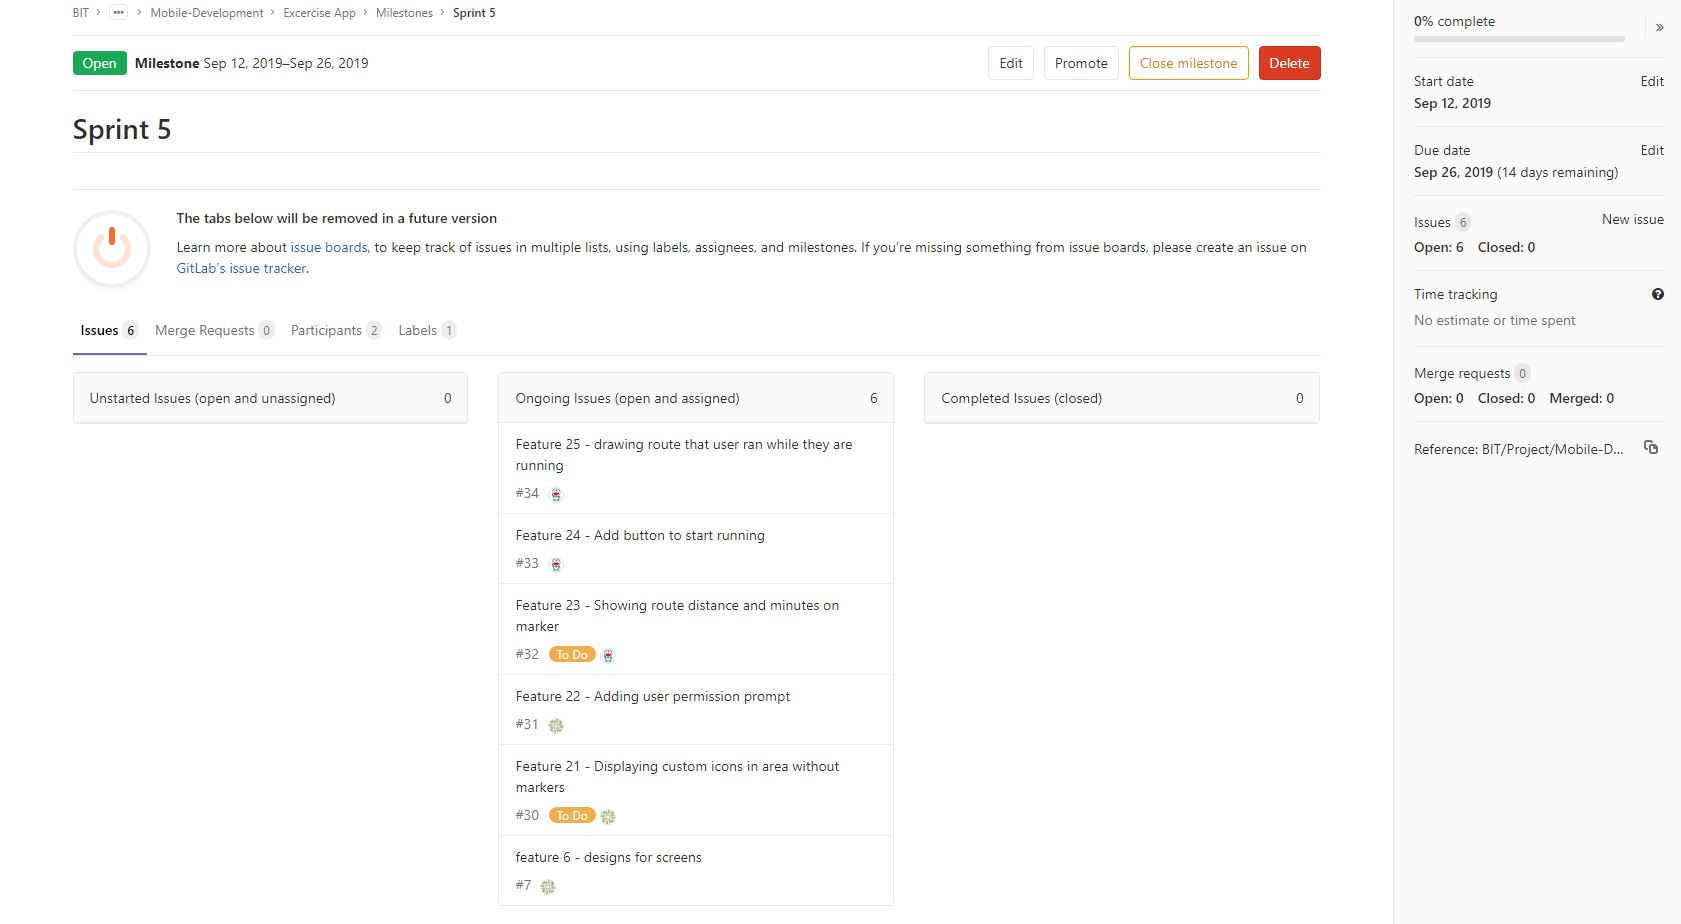 BIT > ... > Mobile-Development > Excercise App > Milestones > Sprint 5
Open Milestone Sep 12, 2019–Sep 26, 2019
Edit Promote Close milestone Delete
Sprint 5
The tabs below will be removed in a future version
Learn more about issue boards, to keep track of issues in multiple lists, using labels, assignees, and milestones. If you’re missing something from issue boards, please create an issue on
GitLab’s issue tracker.
Issues 6 Merge Requests 0 Participants 2 Labels 1
Unstarted Issues (open and unassigned) 0
Ongoing Issues (open and assigned) 6
Feature 25 - drawing route that user ran while they are
running
#34
Feature 24 - Add button to start running
#33
Feature 23 - Showing route distance and minutes on
marker
#32 To Do
Feature 22 - Adding user permission prompt
#31
Feature 21 - Displaying custom icons in area without
markers
#30 To Do
feature 6 - designs for screens
#7
Completed Issues (closed) 0
0% complete »
Start date Edit
Sep 12, 2019
Due date Edit
Sep 26, 2019 (14 days remaining)
Issues 6 New issue
Open: 6 Closed: 0
Time tracking ?
No estimate or time spent
Merge requests 0
Open: 0 Closed: 0 Merged: 0
Reference: BIT/Project/Mobile-D...